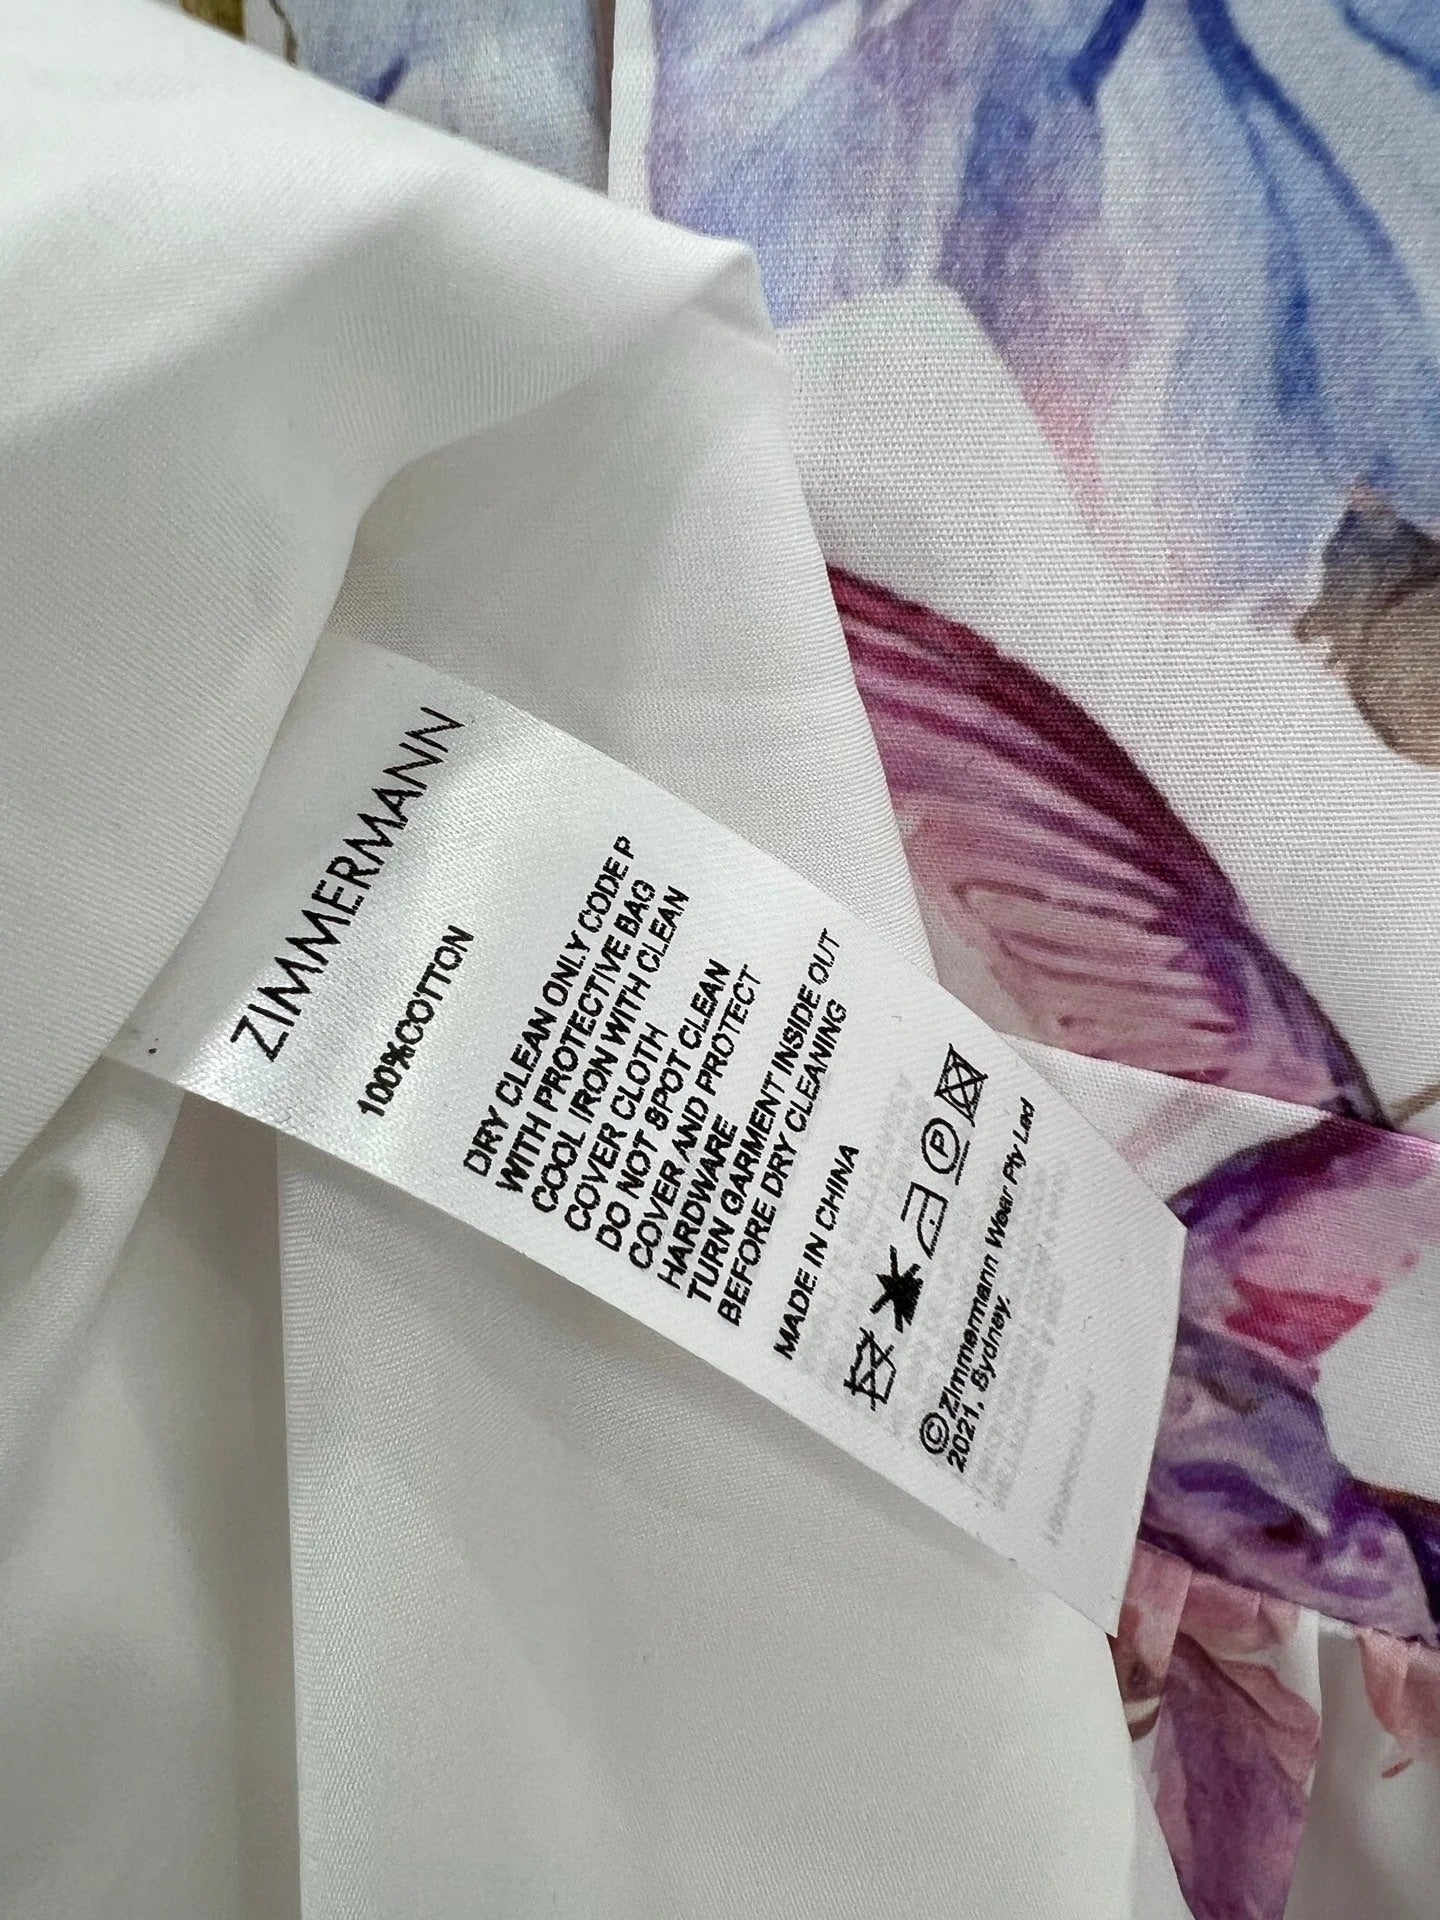 ZIMMERMANN
100%COTTON
DRY CLEAN ONLY CODE P
WITH PROTECTIVE BAG
COOL IRON WITH CLEAN
COVER CLOTH
DO NOT SPOT CLEAN
COVER AND PROTECT
HARDWARE
TURN GARMENT INSIDE OUT
BEFORE DRY CLEANING
MADE IN CHINA
P
©Zimmermann Wear Pty Lad
2021. Sydney.